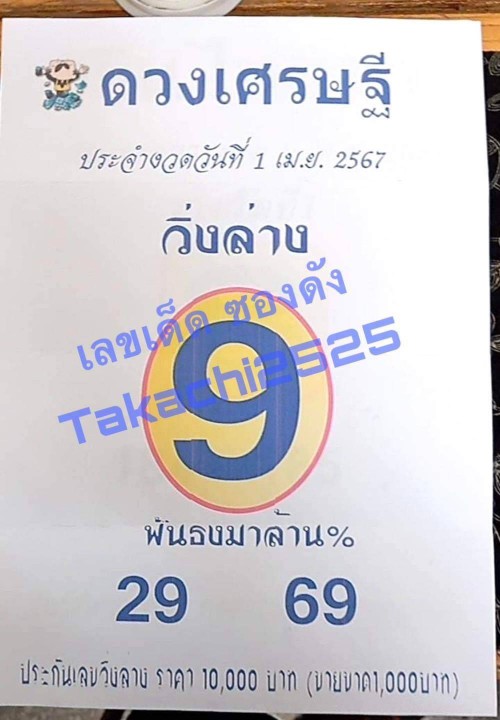 ดวงเศรษฐี
ประจำงวดวันที่ 1 เม.ย. 2567
วิ่งล่าง
เลขเด็ด ซองดัง
Takachi2525
9
ฟันธงมาล้าน%
29 69
ประกันเลขวิ่งล่าง ราคา 10,000 บาท (ขายขาด1,000บาท)